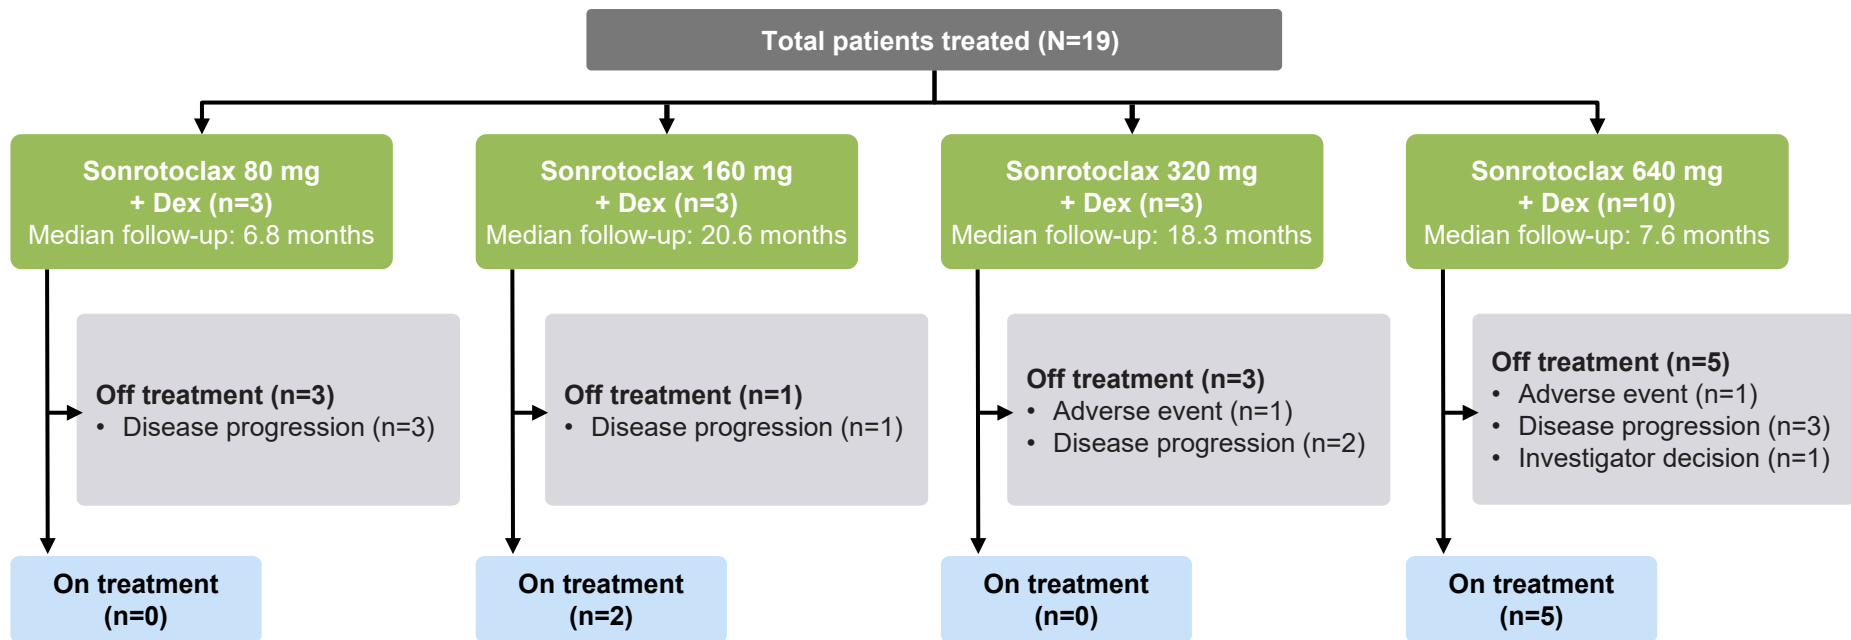 Total patients treated (N=19)
Sonrotoclax 80 mg
+ Dex (n=3)
Median follow-up: 6.8 months
Sonrotoclax 160 mg
+ Dex (n=3)
Median follow-up: 20.6 months
Sonrotoclax 320 mg
+ Dex (n=3)
Median follow-up: 18.3 months
Sonrotoclax 640 mg
+ Dex (n=10)
Median follow-up: 7.6 months
Off treatment (n=3)
• Disease progression (n=3)
Off treatment (n=1)
• Disease progression (n=1)
Off treatment (n=3)
• Adverse event (n=1)
• Disease progression (n=2)
Off treatment (n=5)
• Adverse event (n=1)
• Disease progression (n=3)
• Investigator decision (n=1)
On treatment
(n=0)
On treatment
(n=2)
On treatment
(n=0)
On treatment
(n=5)